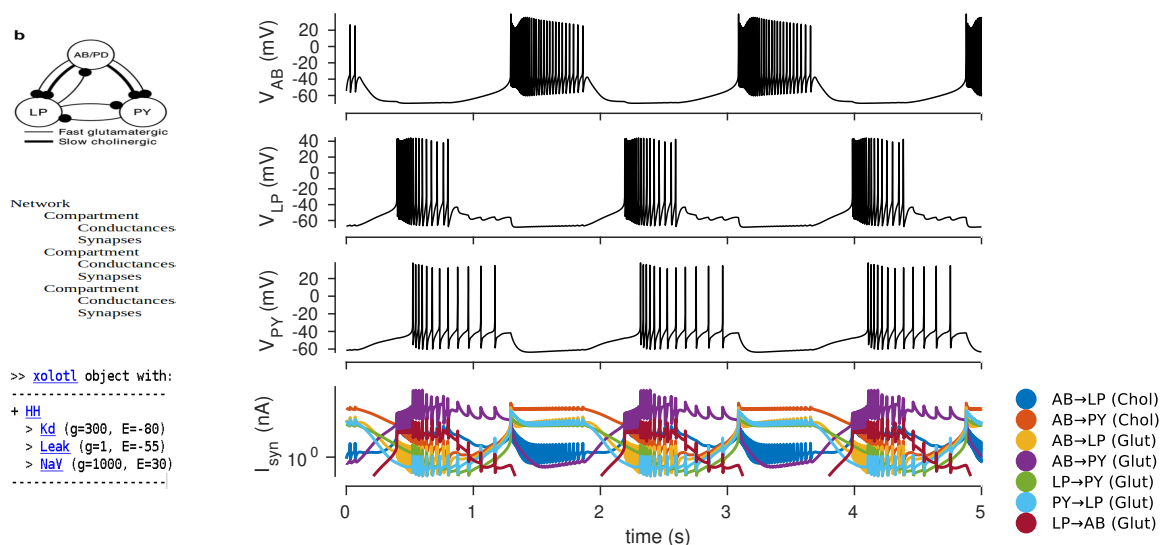 b
AB/PD
LP
PY
Fast glutamatergic
Slow cholinergic
Network
Compartment
Conductances
Synapses
Compartment
Conductances
Synapses
Compartment
Conductances
Synapses
>> xolotl object with:
---------------------
+ HH
> Kd (g=300, E=-80)
> Leak (g=1, E=-55)
> NaV (g=1000, E=30)
---------------------
V_AB (mV)
20
0
-20
-40
-60
V_LP (mV)
40
20
0
-20
-40
-60
V_PY (mV)
20
0
-20
-40
-60
I_syn (nA)
10^0
0
1
2
3
4
5
time (s)
AB→LP (Chol)
AB→PY (Chol)
AB→LP (Glut)
AB→PY (Glut)
LP→PY (Glut)
PY→LP (Glut)
LP→AB (Glut)